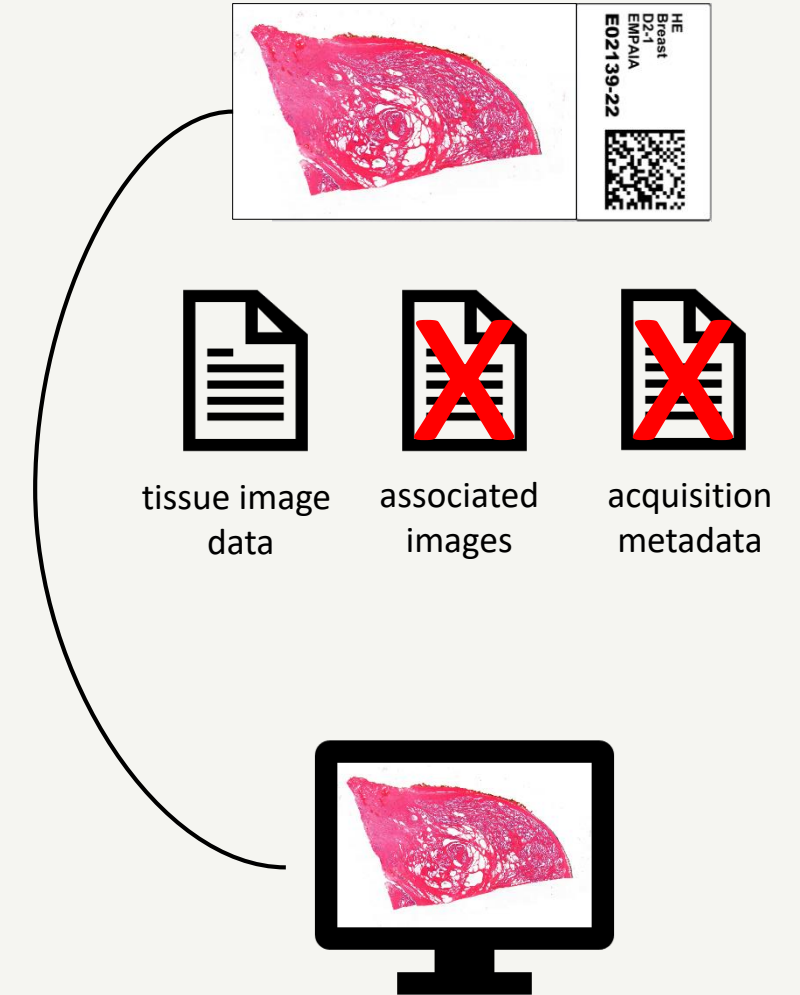 HE
Breast
D2-1
EMPAIA
E02139-22
tissue image
data
associated
images
acquisition
metadata